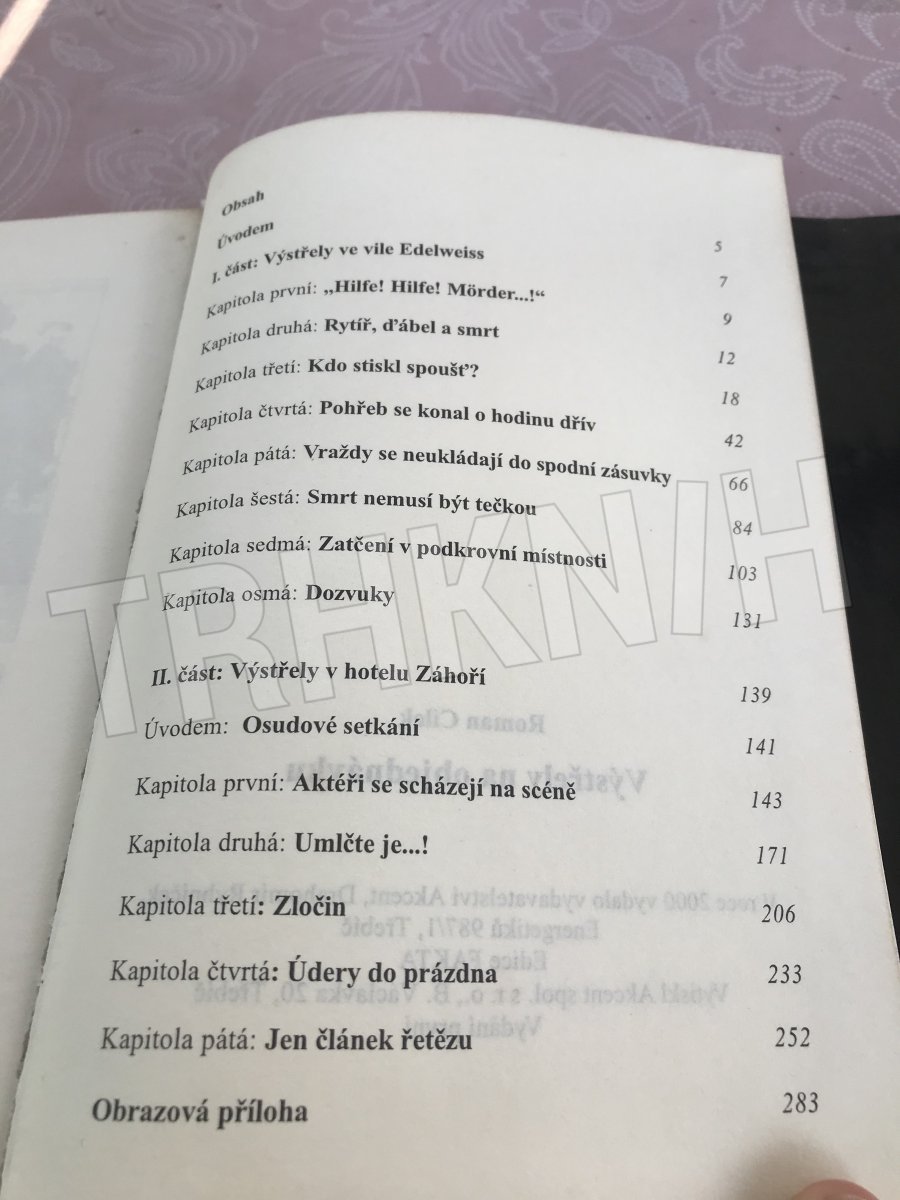 Obsah
Úvodem 5
I. část: Výstřely ve vile Edelweiss 7
Kapitola první: „Hilfe! Hilfe! Mörder...!“ 9
Kapitola druhá: Rytíř, ďábel a smrt 12
Kapitola třetí: Kdo stiskl spoušť? 18
Kapitola čtvrtá: Pohřeb se konal o hodinu dřív 42
Kapitola pátá: Vraždy se neukládají do spodní zásuvky 66
Kapitola šestá: Smrt nemusí být tečkou 84
Kapitola sedmá: Zatčení v podkrovní místnosti 103
Kapitola osmá: Dozvuky 131
II. část: Výstřely v hotelu Záhoří 139
Úvodem: Osudové setkání 141
Kapitola první: Aktéři se scházejí na scéně 143
Kapitola druhá: Umlčte je...! 171
Kapitola třetí: Zločin 206
Kapitola čtvrtá: Údery do prázdna 233
Kapitola pátá: Jen článek řetězu 252
Obrazová příloha 283
TRHKNIH